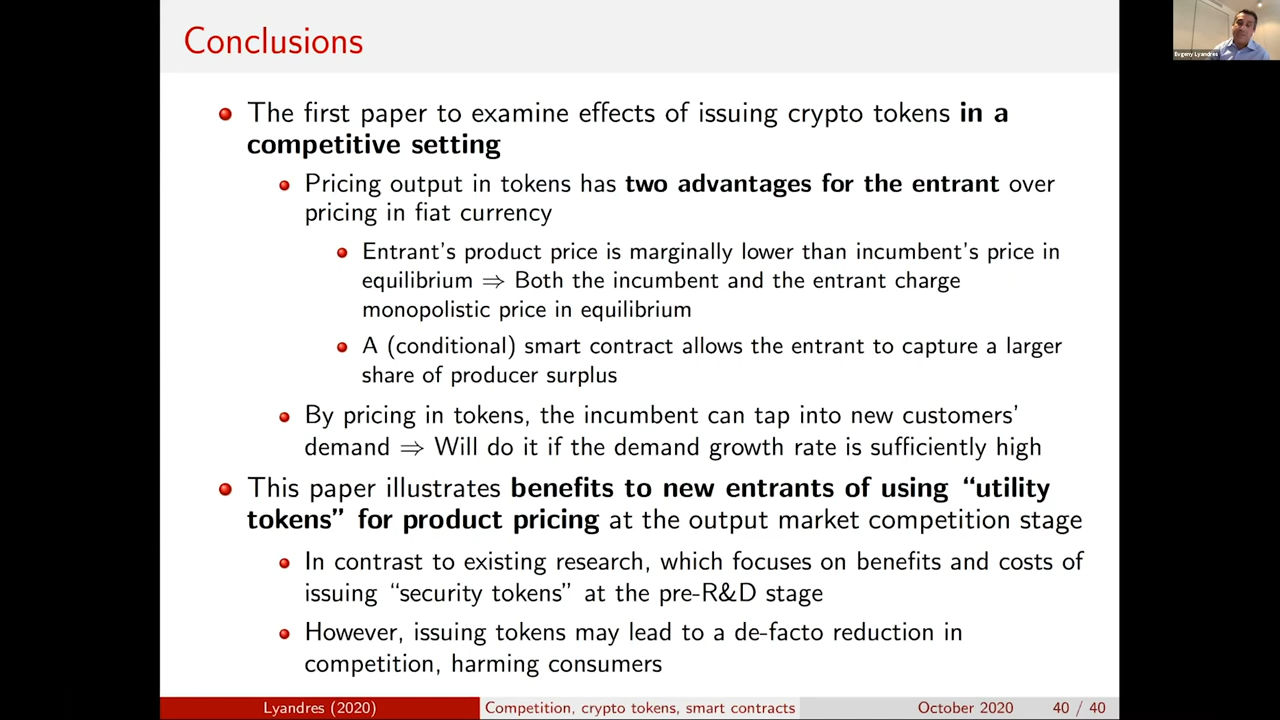 Conclusions
Evgeny Lyandres
The first paper to examine effects of issuing crypto tokens in a
competitive setting
Pricing output in tokens has two advantages for the entrant over
pricing in fiat currency
Entrant's product price is marginally lower than incumbent's price in
equilibrium ⇒ Both the incumbent and the entrant charge
monopolistic price in equilibrium
A (conditional) smart contract allows the entrant to capture a larger
share of producer surplus
By pricing in tokens, the incumbent can tap into new customers'
demand ⇒ Will do it if the demand growth rate is sufficiently high
This paper illustrates benefits to new entrants of using “utility
tokens” for product pricing at the output market competition stage
In contrast to existing research, which focuses on benefits and costs of
issuing “security tokens” at the pre-R&D stage
However, issuing tokens may lead to a de-facto reduction in
competition, harming consumers
Lyandres (2020) Competition, crypto tokens, smart contracts October 2020 40 / 40